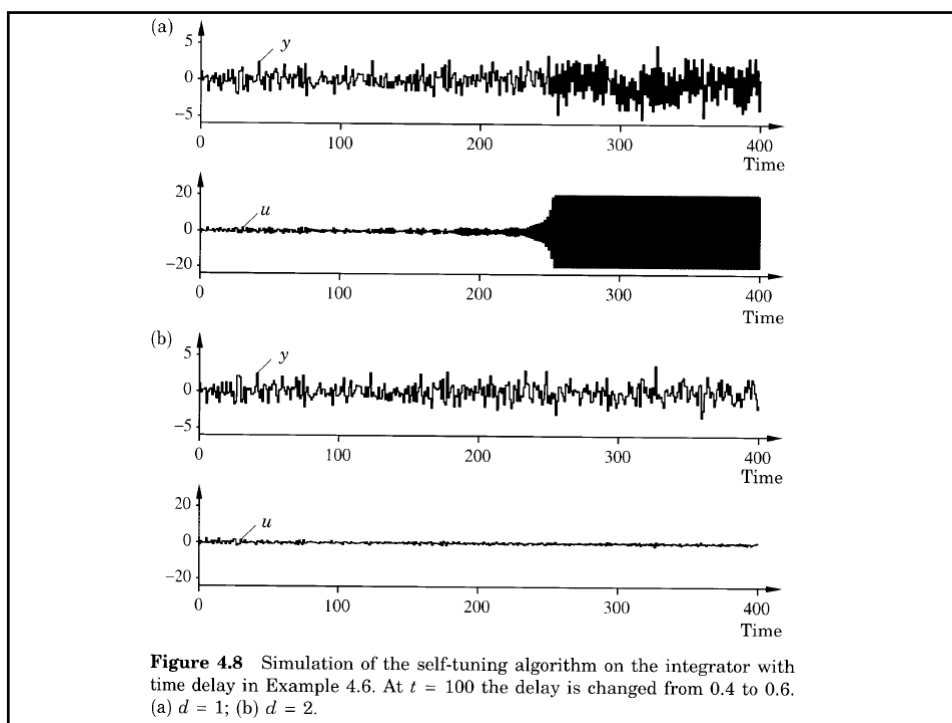 (a)
y
5
0
−5
0 100 200 300 400
Time
u
20
0
−20
0 100 200 300 400
Time
(b)
y
5
0
−5
0 100 200 300 400
Time
u
20
0
−20
0 100 200 300 400
Time
Figure 4.8 Simulation of the self-tuning algorithm on the integrator with
time delay in Example 4.6. At t = 100 the delay is changed from 0.4 to 0.6.
(a) d = 1; (b) d = 2.